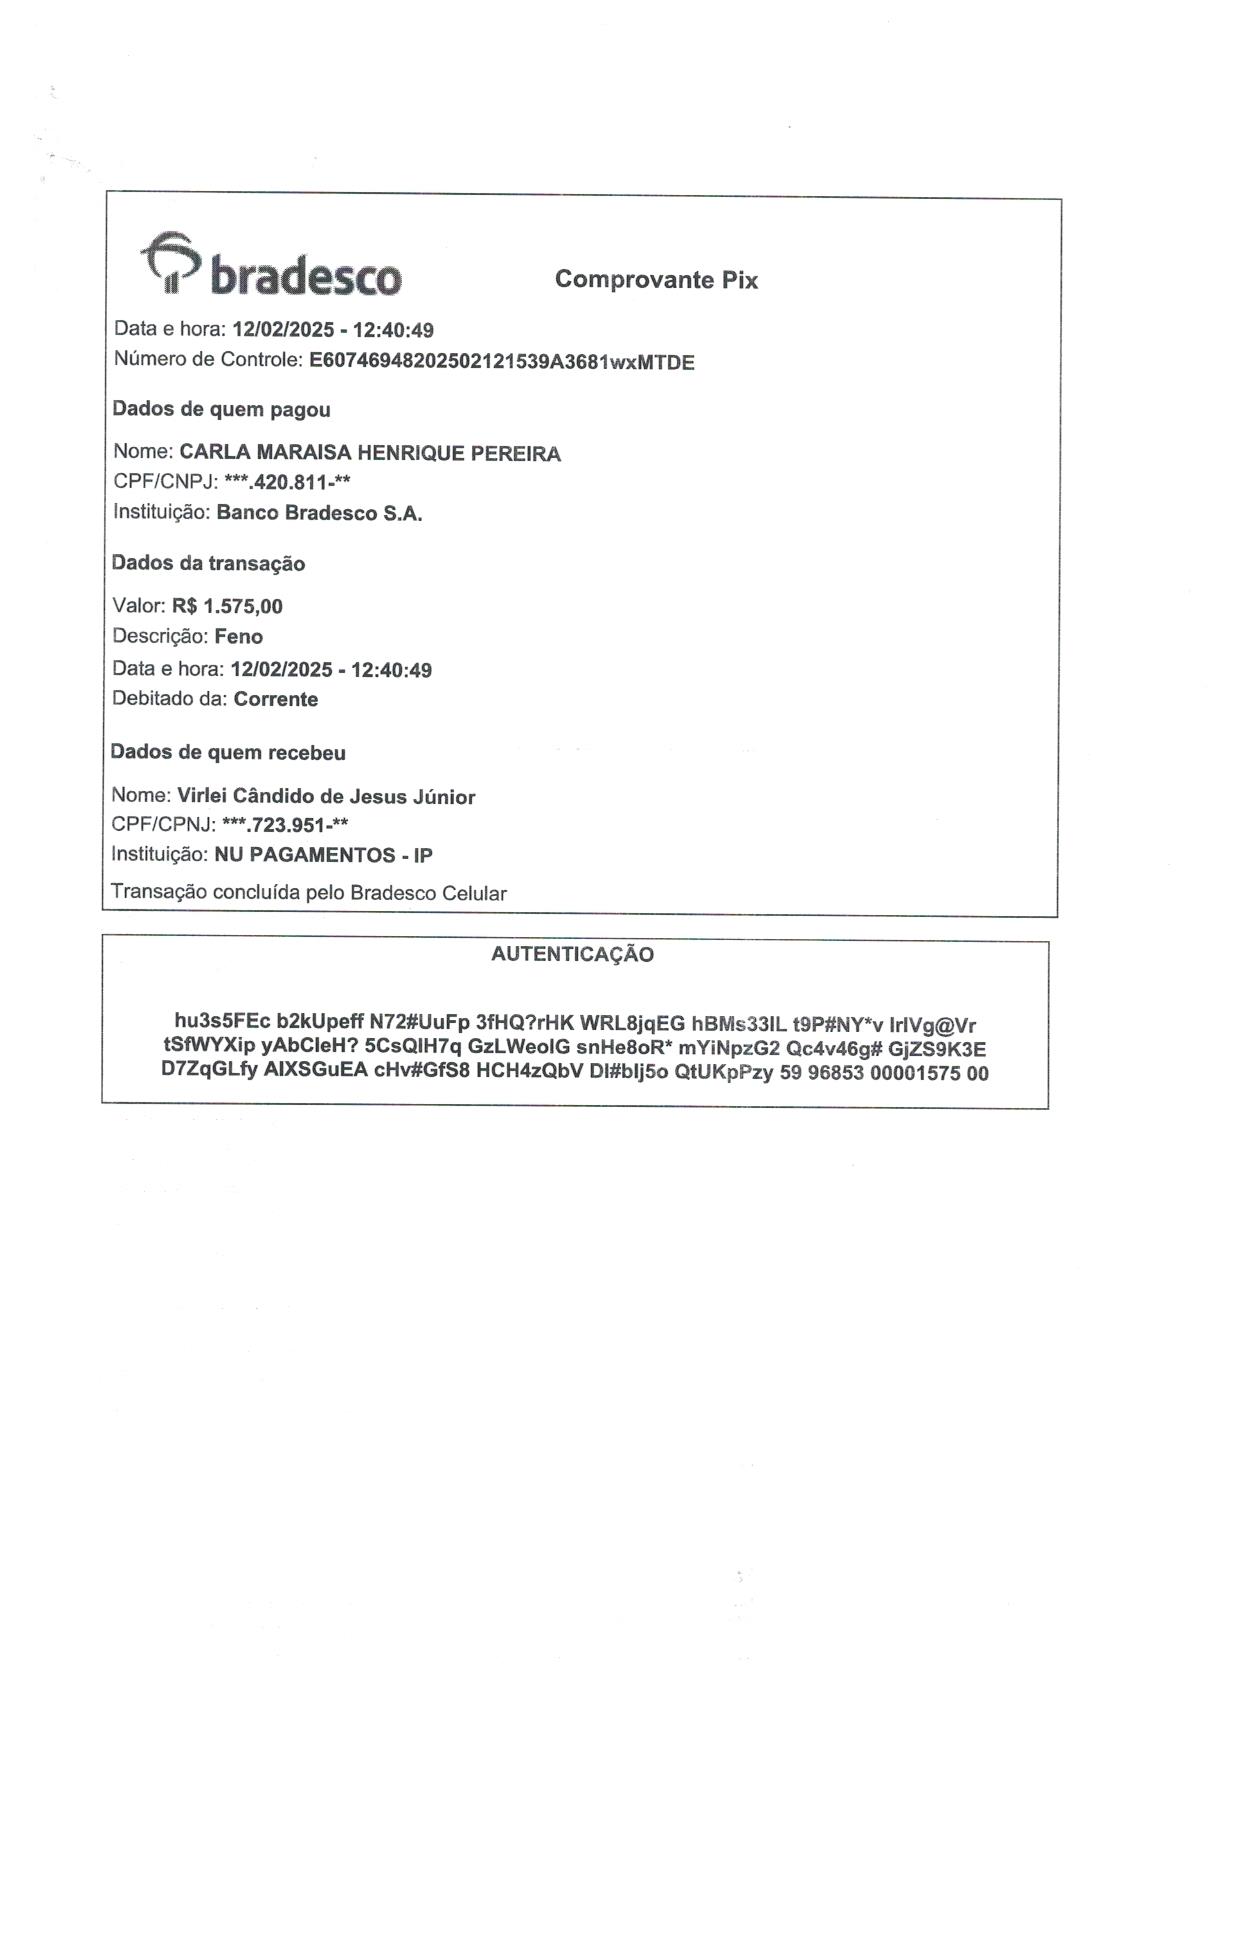 bradesco
Comprovante Pix
Data e hora: 12/02/2025 - 12:40:49
Número de Controle: E60746948202502121539A3681wxMTDE
Dados de quem pagou
Nome: CARLA MARAISA HENRIQUE PEREIRA
CPF/CNPJ: ***.420.811-**
Instituição: Banco Bradesco S.A.
Dados da transação
Valor: R$ 1.575,00
Descrição: Feno
Data e hora: 12/02/2025 - 12:40:49
Debitado da: Corrente
Dados de quem recebeu
Nome: Virlei Cândido de Jesus Júnior
CPF/CPNJ: ***.723.951-**
Instituição: NU PAGAMENTOS - IP
Transação concluída pelo Bradesco Celular
AUTENTICAÇÃO
hu3s5FEc b2kUpeff N72#UuFp 3fHQ?rHK WRL8jqEG hBMs33IL t9P#NY*v IrlVg@Vr
tSfWYXip yAbCIeH? 5CsQIH7q GzLWeoIG snHe8oR* mYiNpzG2 Qc4v46g# GjZS9K3E
D7ZqGLfy AIXSGuEA cHv#GfS8 HCH4zQbV DI#bIj5o QtUKpPzy 59 96853 00001575 00